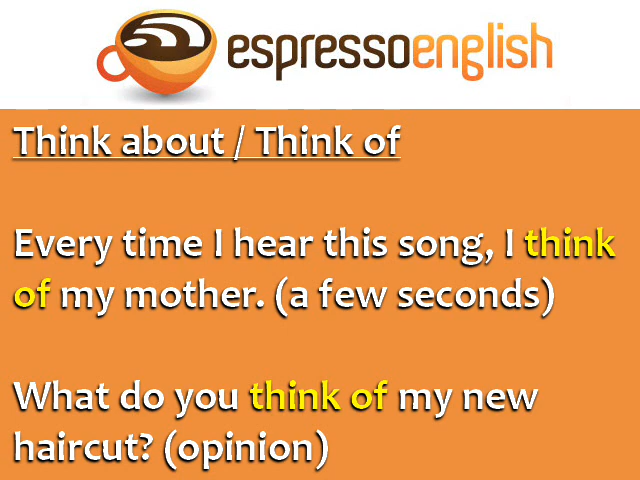 espressoenglish
Think about / Think of
Every time I hear this song, I think
of my mother. (a few seconds)
What do you think of my new
haircut? (opinion)